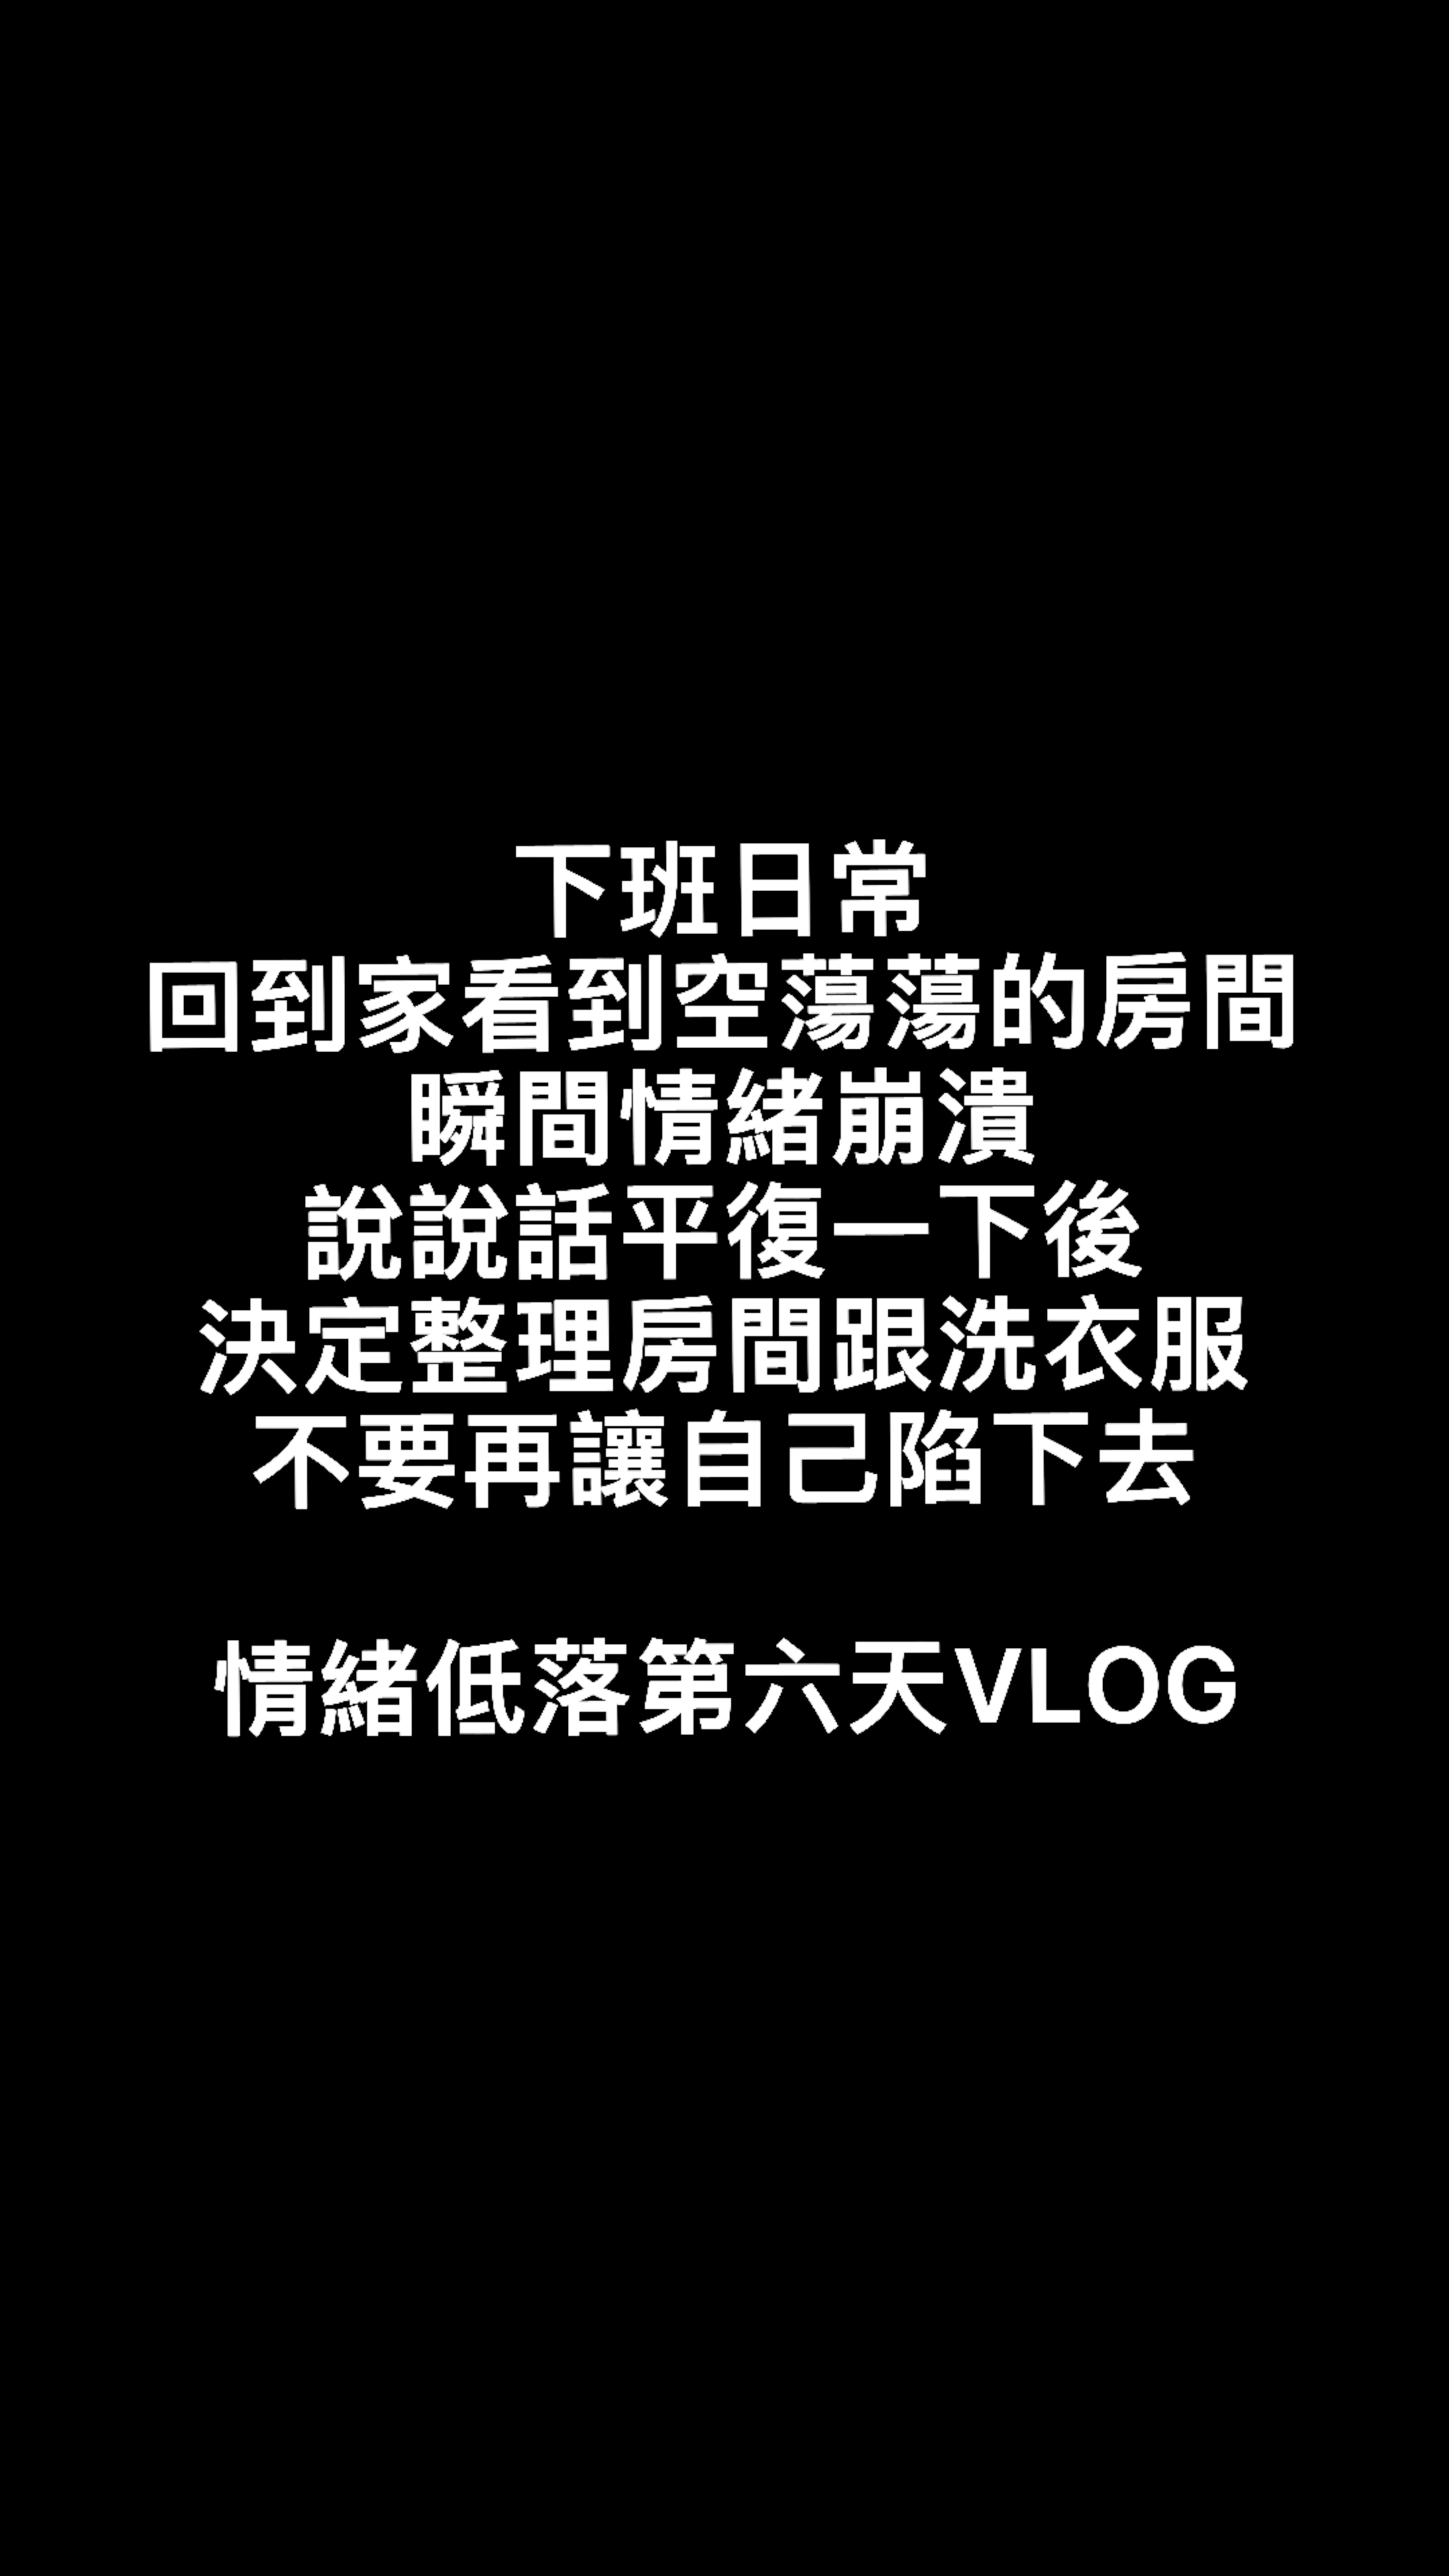 下班日常
回到家看到空蕩蕩的房間
瞬間情緒崩潰
說說話平復一下後
決定整理房間跟洗衣服
不要再讓自己陷下去
情緒低落第六天VLOG